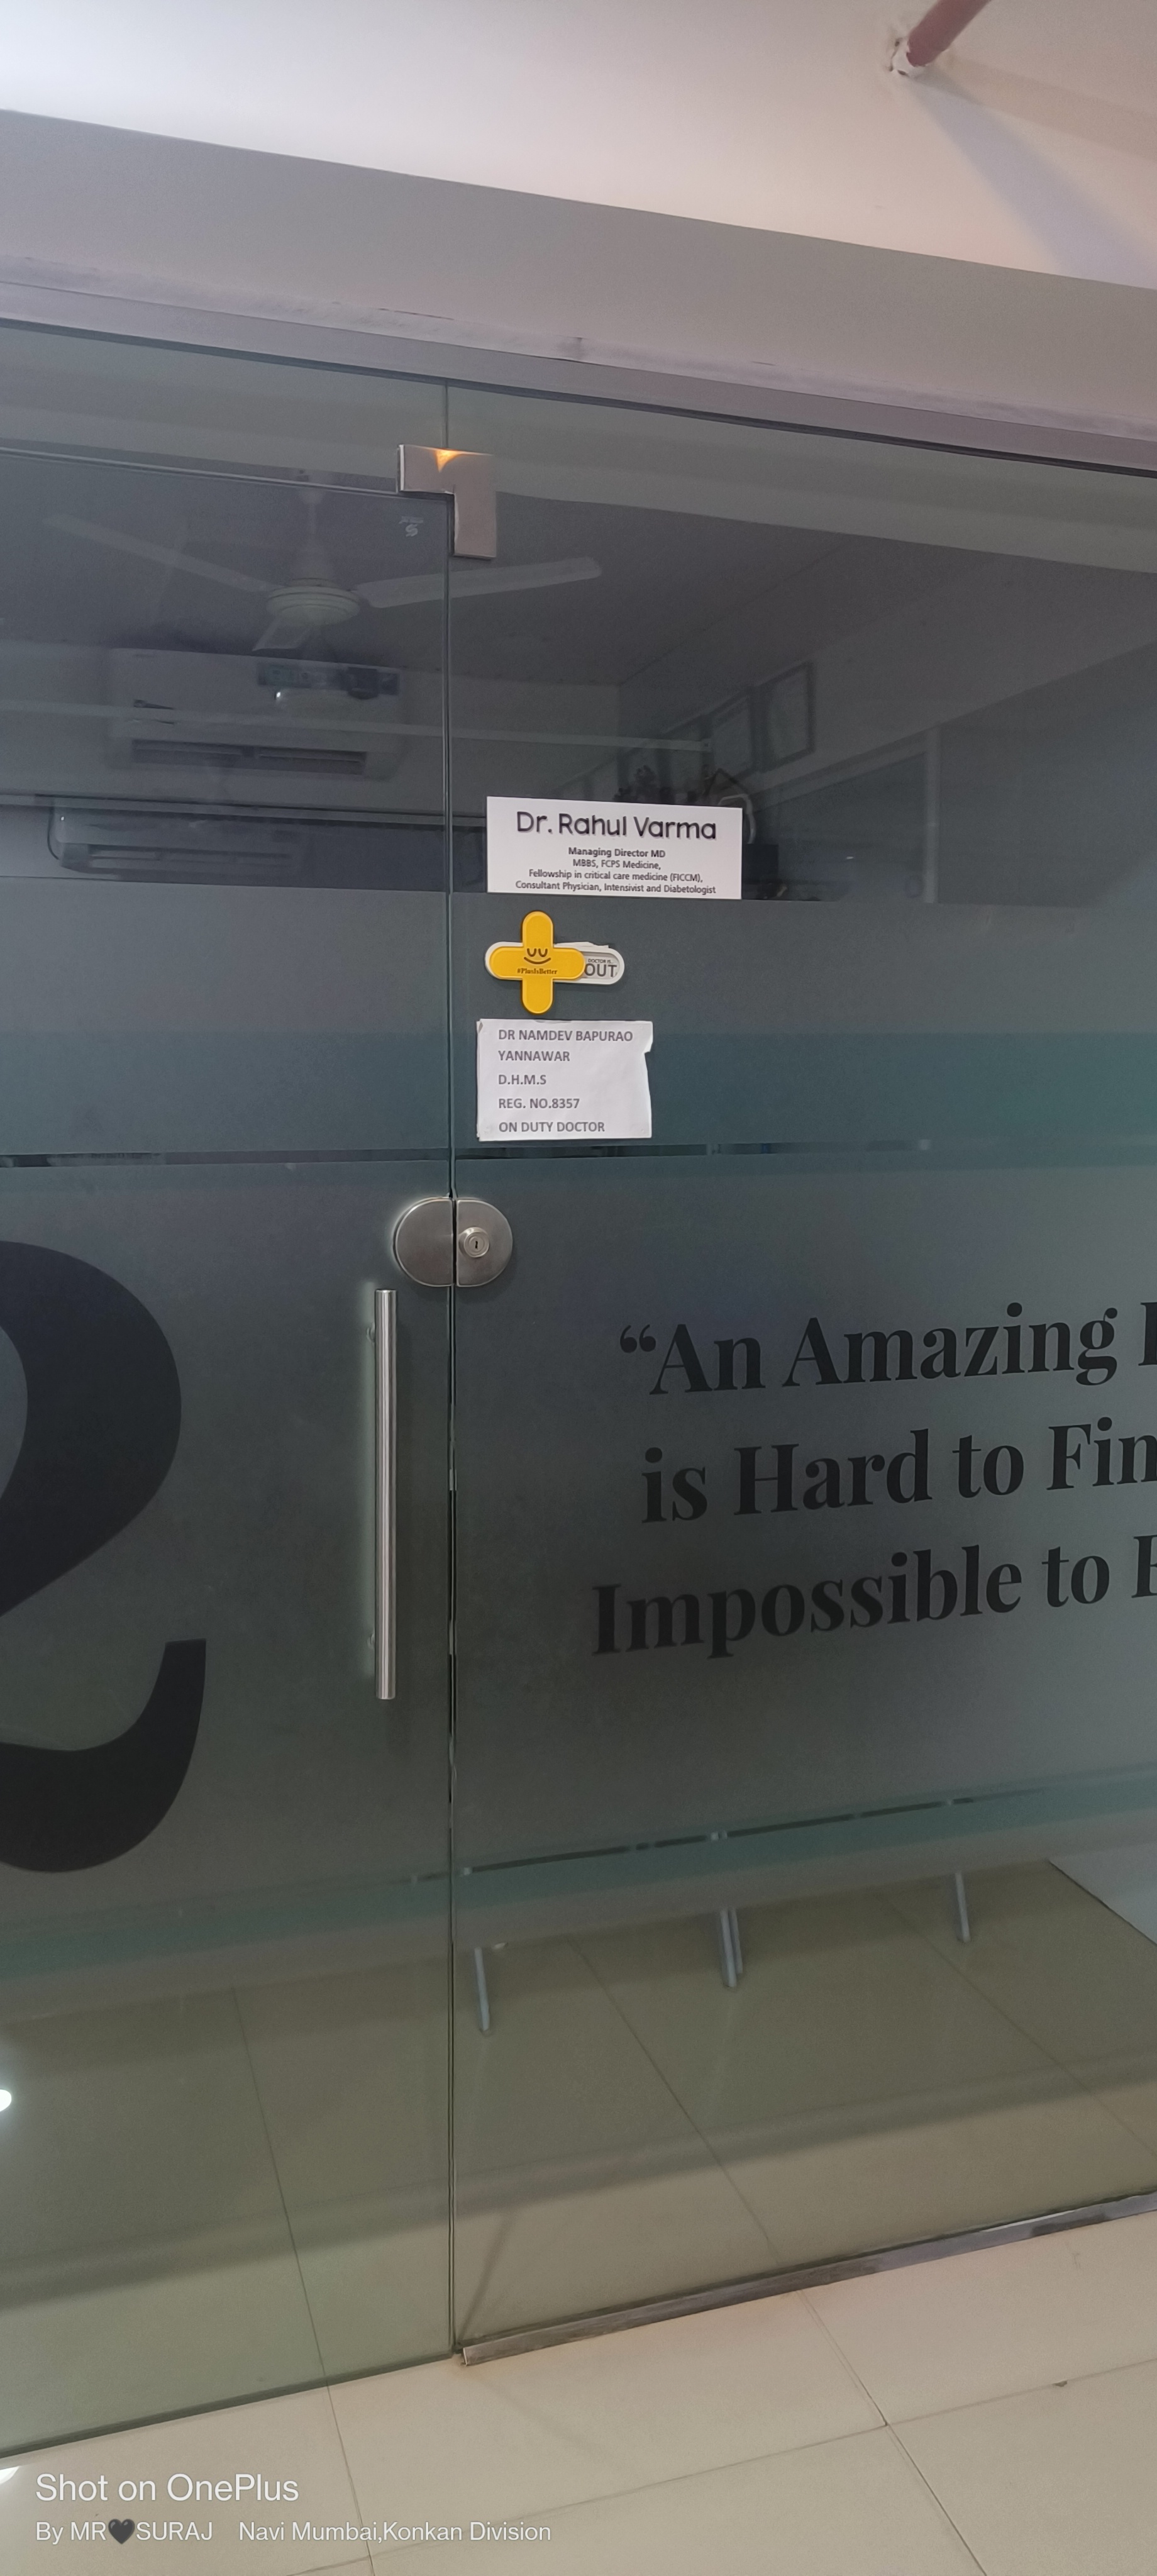 Dr. Rahul Varma
Managing Director MD
MBBS, FCPS Medicine,
Fellowship in critical care medicine (FICCM),
Consultant Physician, Intensivist and Diabetologist
#PlusIsBetter
DOCTOR IS
OUT
DR NAMDEV BAPURAO
YANNAWAR
D.H.M.S
REG. NO.8357
ON DUTY DOCTOR
“An Amazing
is Hard to Fin
Impossible to
Shot on OnePlus
By MR🖤SURAJ Navi Mumbai,Konkan Division